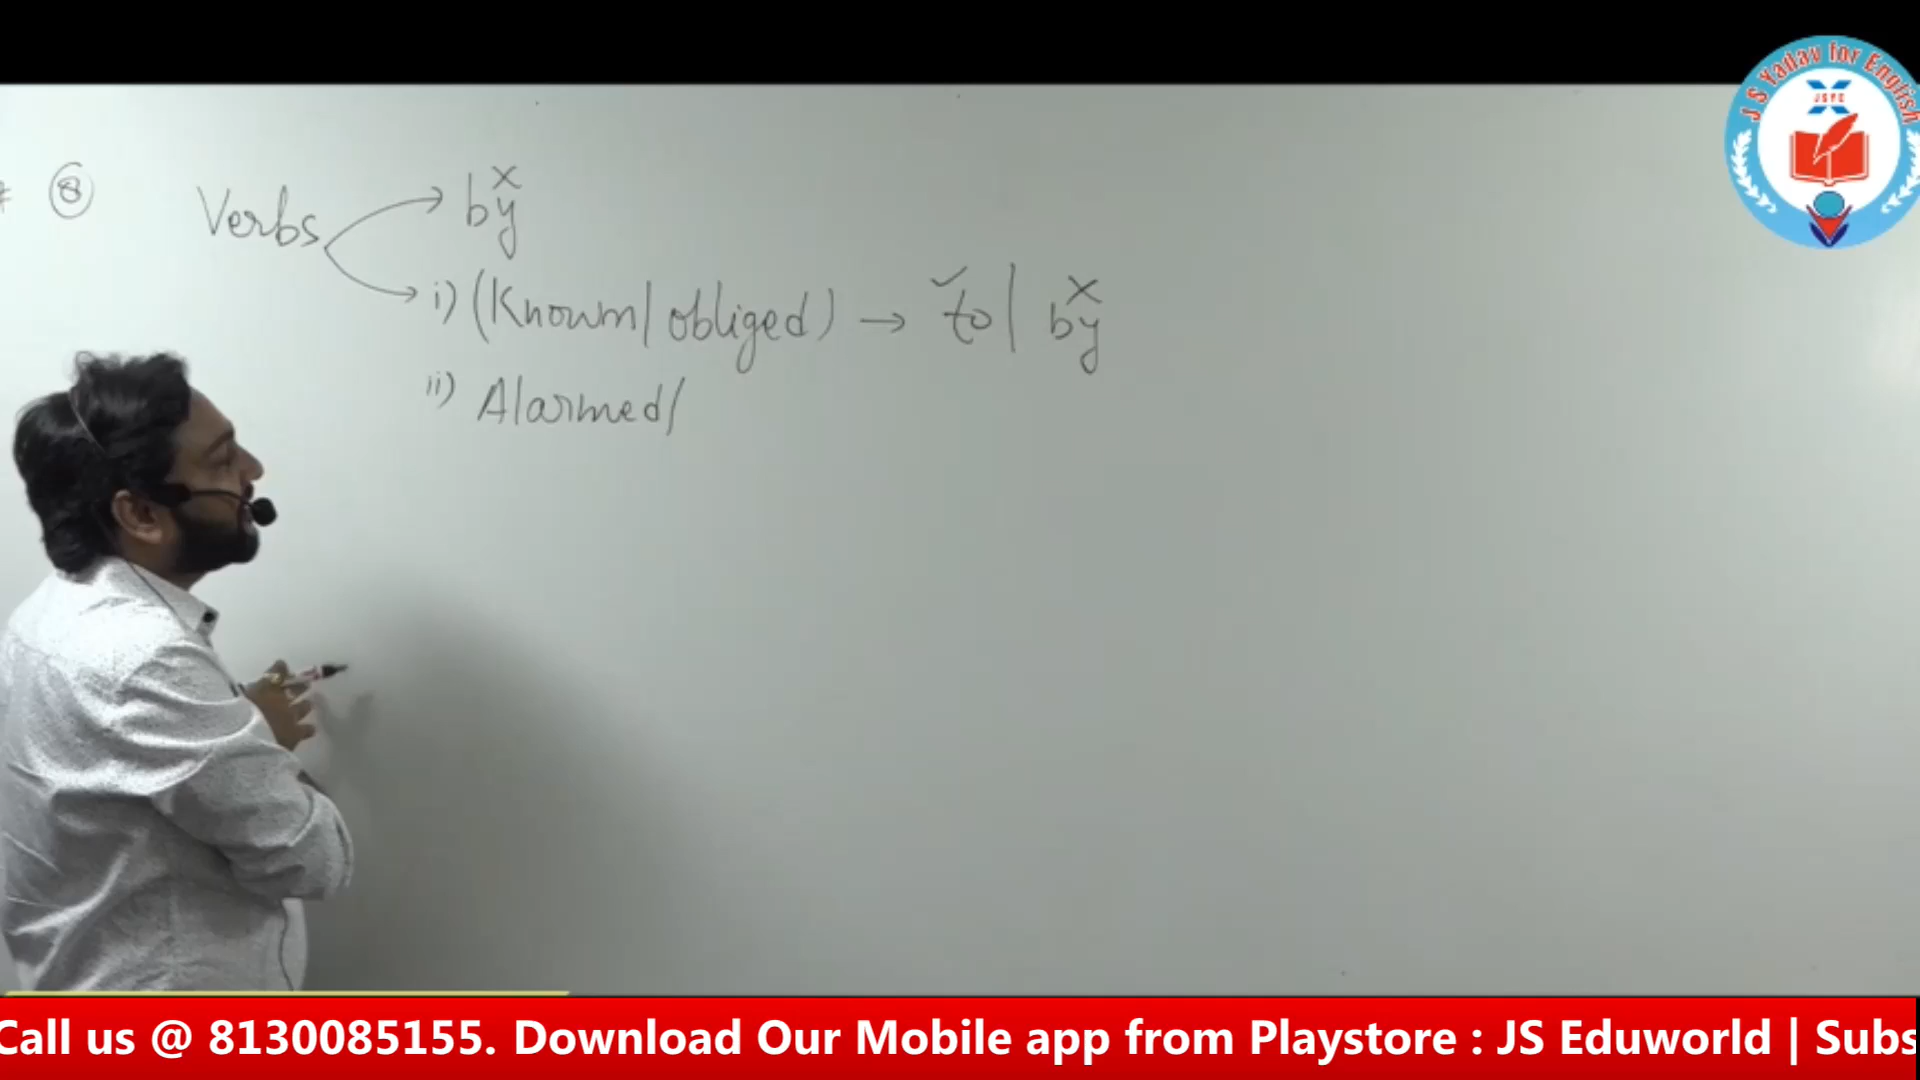 J S Yadav for English
JSYE
# ⑧ Verbs → by ×
→ i) (Known/obliged) → ✓to | by ×
ii) Alarmed/
Call us @ 8130085155. Download Our Mobile app from Playstore : JS Eduworld | Subs